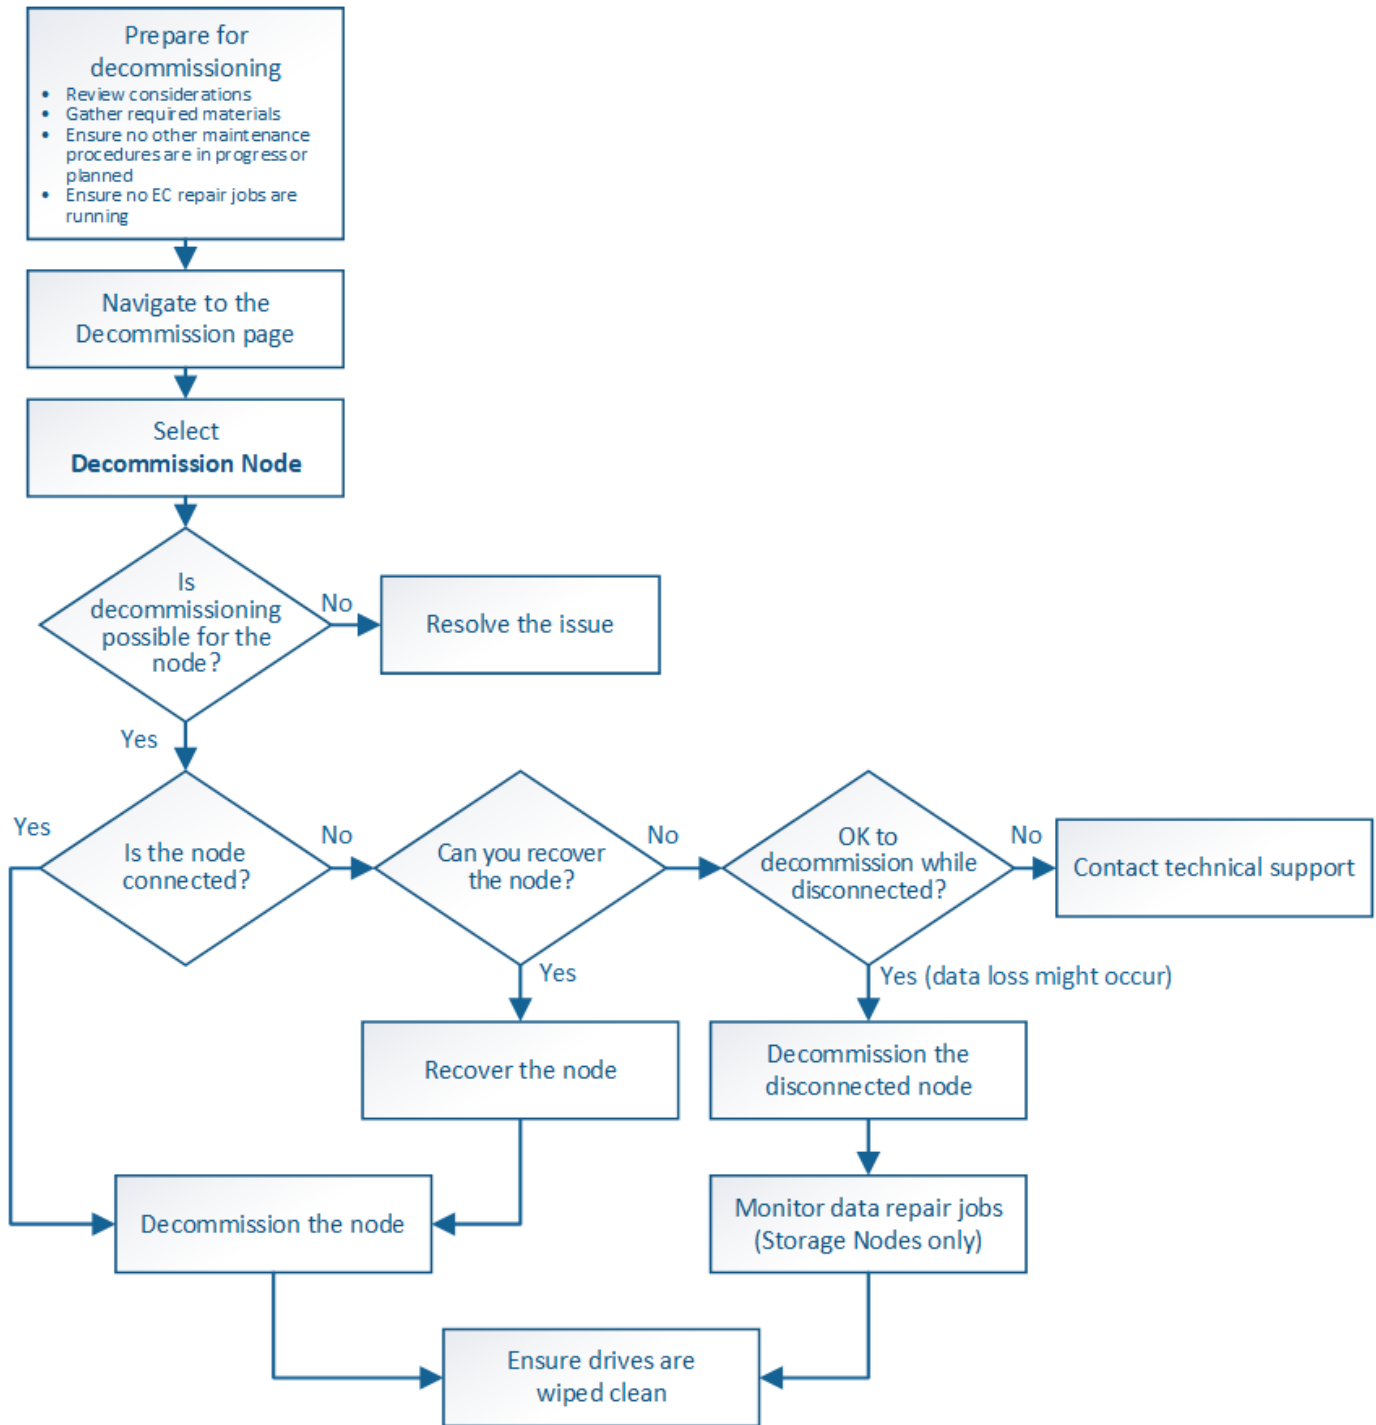 Prepare for
decommissioning
• Review considerations
• Gather required materials
• Ensure no other maintenance
procedures are in progress or
planned
• Ensure no EC repair jobs are
running
Navigate to the
Decommission page
Select
Decommission Node
Is
decommissioning
possible for the
node?
No
Resolve the issue
Yes
Yes
Is the node
connected?
No
Can you recover
the node?
No
OK to
decommission while
disconnected?
No
Contact technical support
Yes
Yes (data loss might occur)
Recover the node
Decommission the
disconnected node
Decommission the node
Monitor data repair jobs
(Storage Nodes only)
Ensure drives are
wiped clean